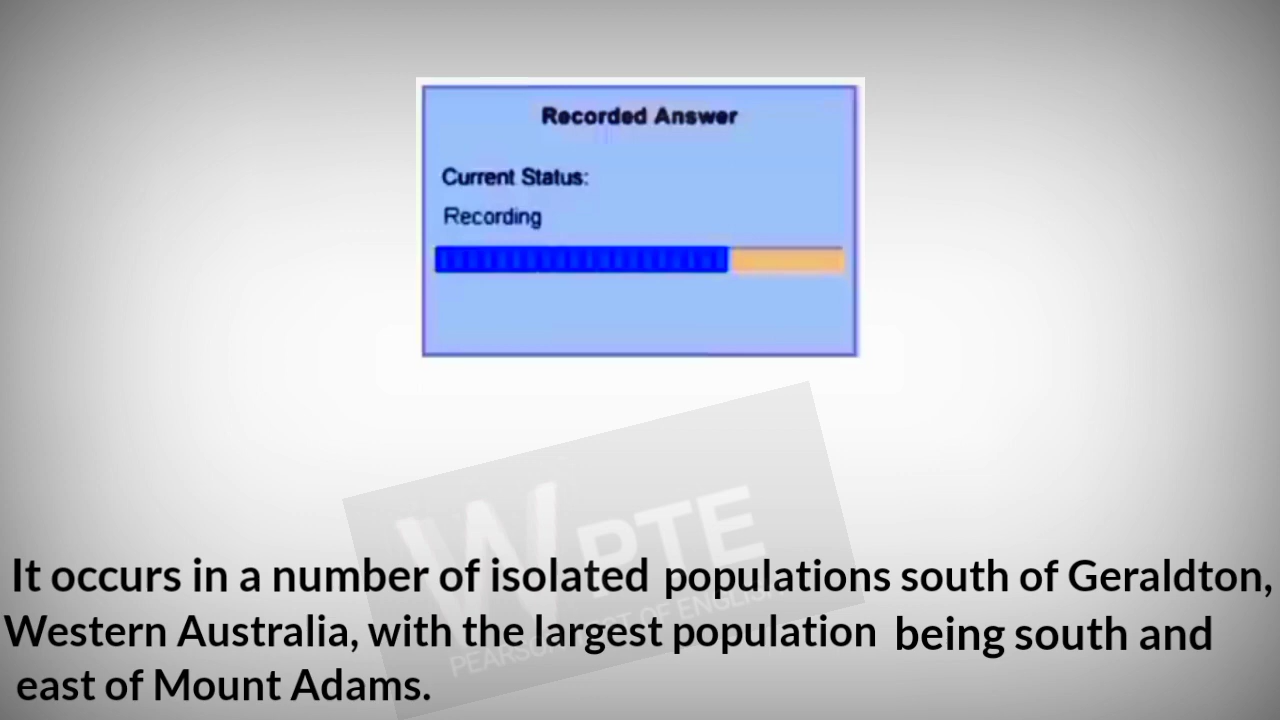 Recorded Answer
Current Status:
Recording
W PTE
It occurs in a number of isolated populations south of Geraldton,
Western Australia, with the largest population being south and
east of Mount Adams.